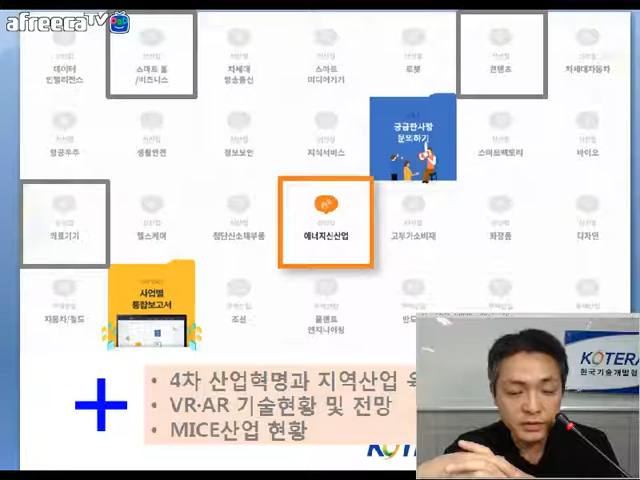 afreecaTV
데이터
인텔리전스
스마트 홈
/비즈니스
차세대
방송통신
스마트
미디어기기
로봇
콘텐츠
차세대자동차
항공우주
생활안전
정보보안
지식서비스
궁금한사항
문의하기
스마트팩토리
바이오
의료기기
헬스케어
첨단신소재부품
에너지신산업
고부가소비재
화장품
디자인
자동차/철도
사업별
통합보고서
조선
플랜트
엔지니어링
+
• 4차 산업혁명과 지역산업
• VR·AR 기술현황 및 전망
• MICE산업 현황
KOTERA
한국기술개발협